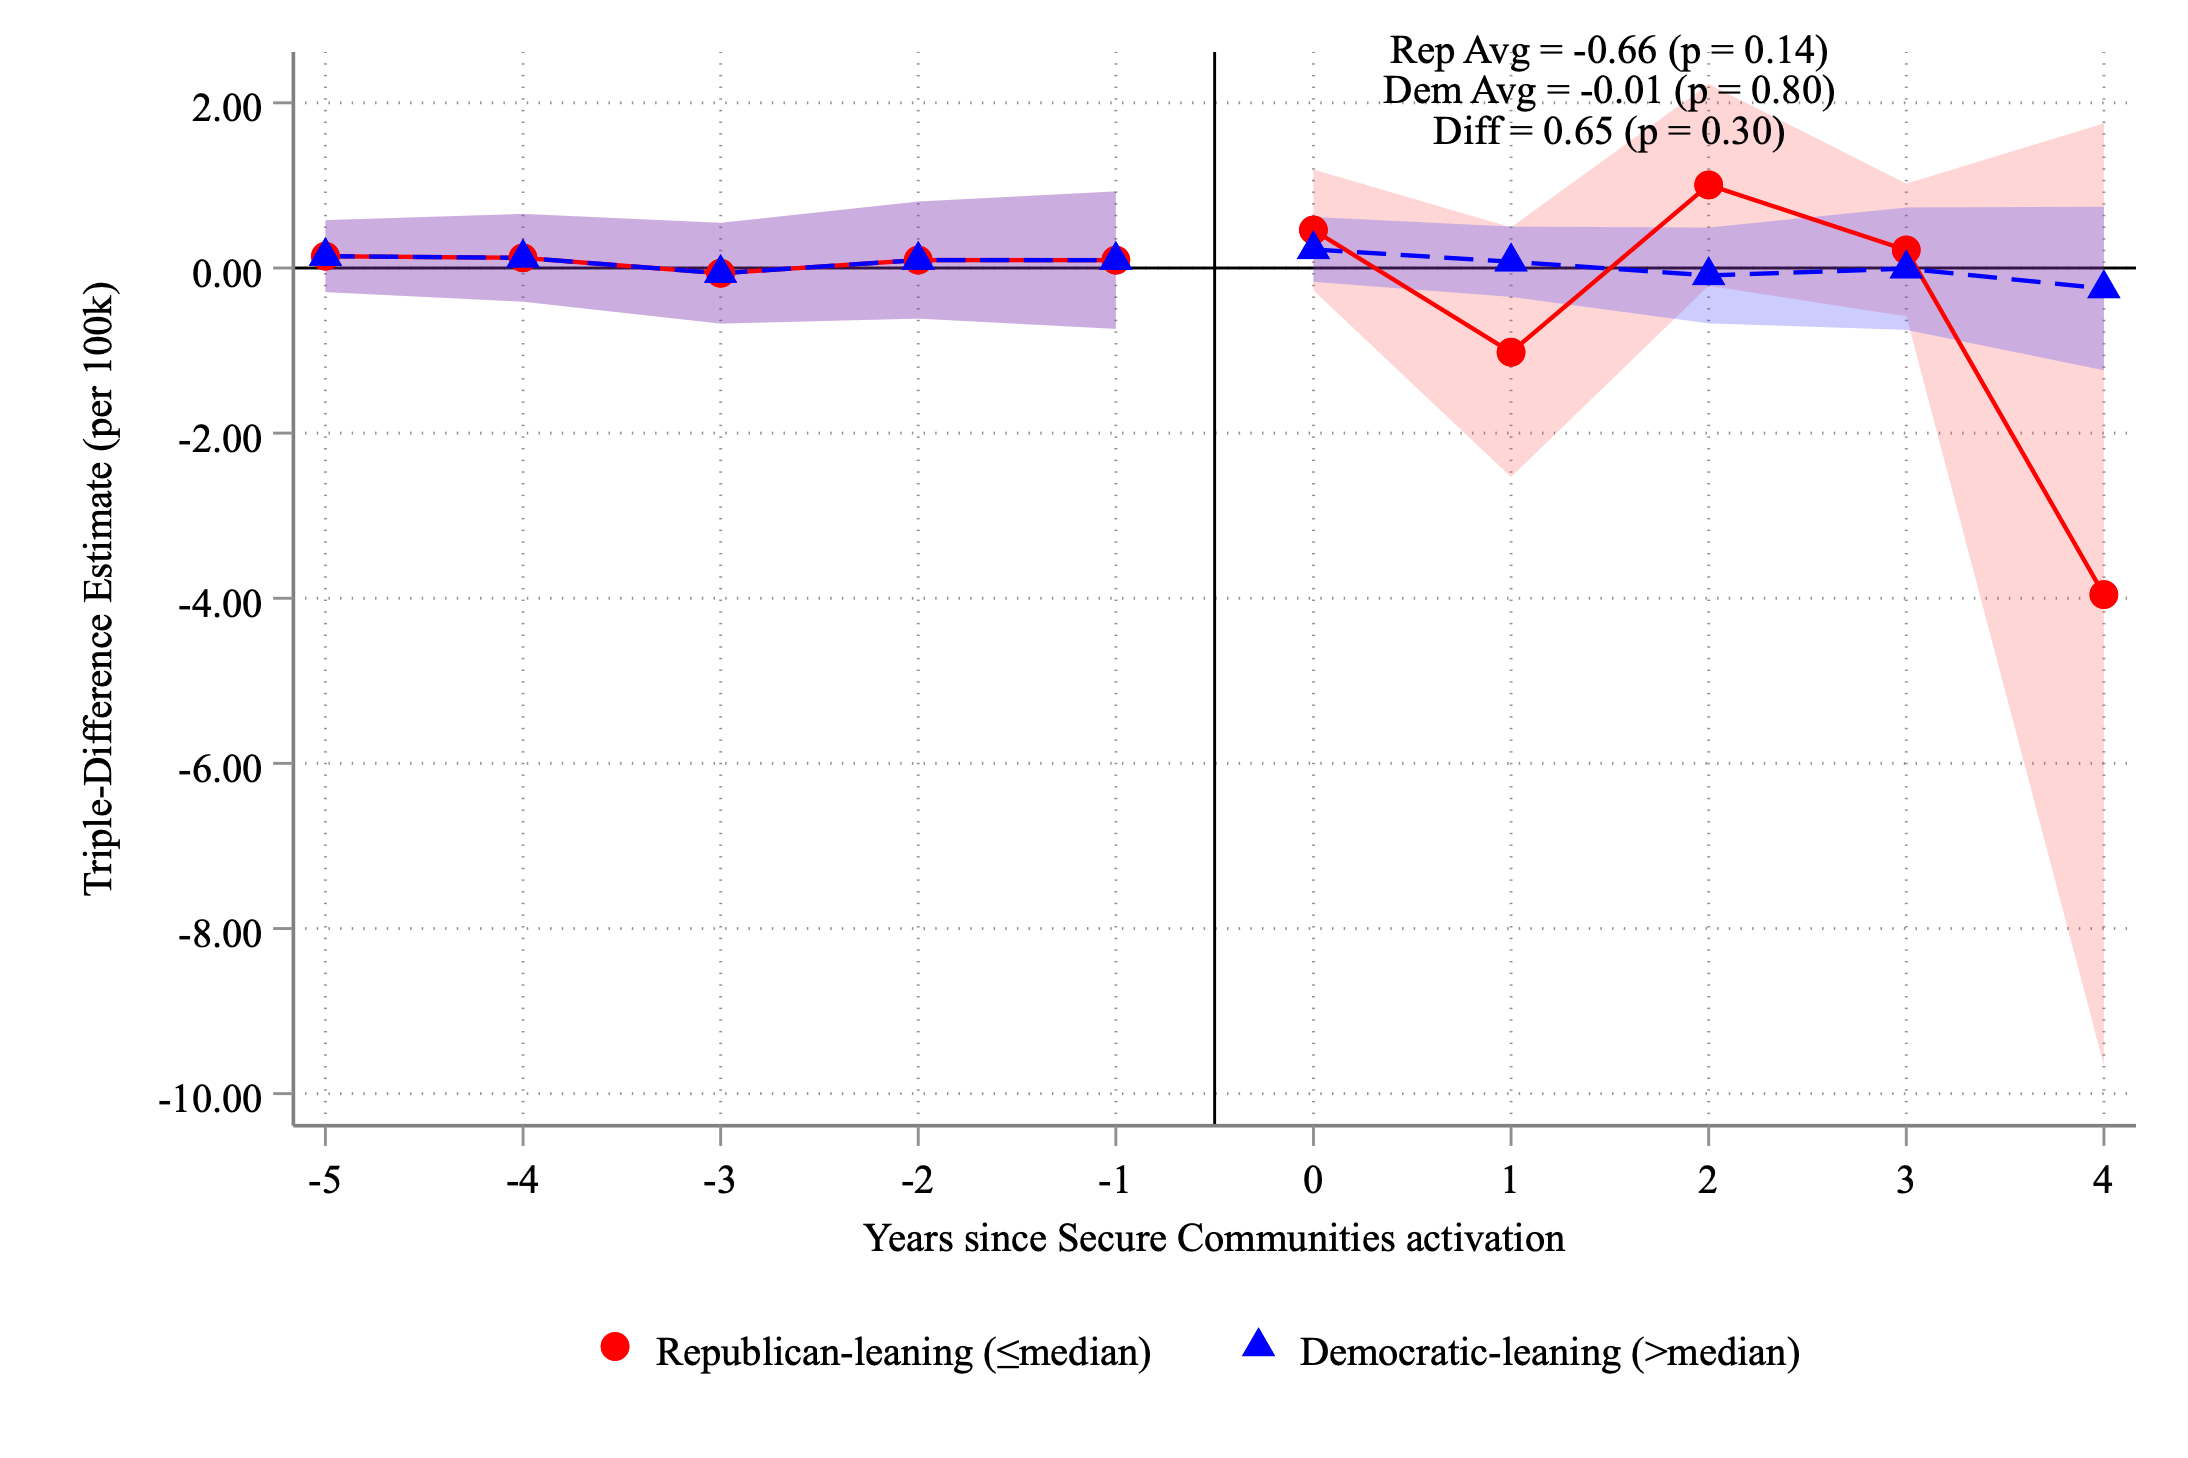 Rep Avg = -0.66 (p = 0.14)
Dem Avg = -0.01 (p = 0.80)
Diff = 0.65 (p = 0.30)
Triple-Difference Estimate (per 100k)
2.00
0.00
-2.00
-4.00
-6.00
-8.00
-10.00
-5 -4 -3 -2 -1 0 1 2 3 4
Years since Secure Communities activation
Republican-leaning (≤median) Democratic-leaning (>median)